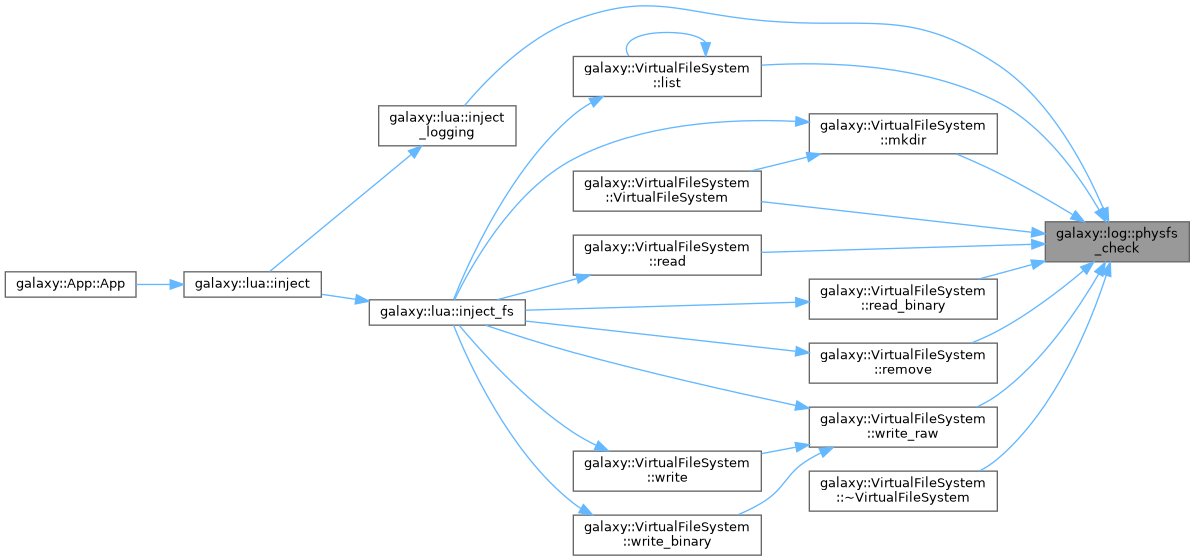 galaxy::VirtualFileSystem
::list
galaxy::lua::inject
_logging
galaxy::VirtualFileSystem
::mkdir
galaxy::VirtualFileSystem
::VirtualFileSystem
galaxy::log::physfs
_check
galaxy::VirtualFileSystem
::read
galaxy::App::App
galaxy::lua::inject
galaxy::lua::inject_fs
galaxy::VirtualFileSystem
::read_binary
galaxy::VirtualFileSystem
::remove
galaxy::VirtualFileSystem
::write_raw
galaxy::VirtualFileSystem
::write
galaxy::VirtualFileSystem
::~VirtualFileSystem
galaxy::VirtualFileSystem
::write_binary